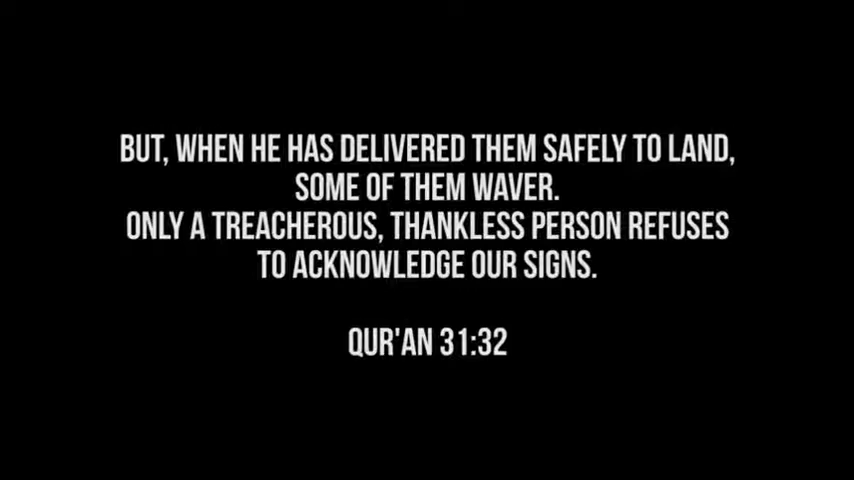 BUT, WHEN HE HAS DELIVERED THEM SAFELY TO LAND,
SOME OF THEM WAVER.
ONLY A TREACHEROUS, THANKLESS PERSON REFUSES
TO ACKNOWLEDGE OUR SIGNS.
QUR'AN 31:32